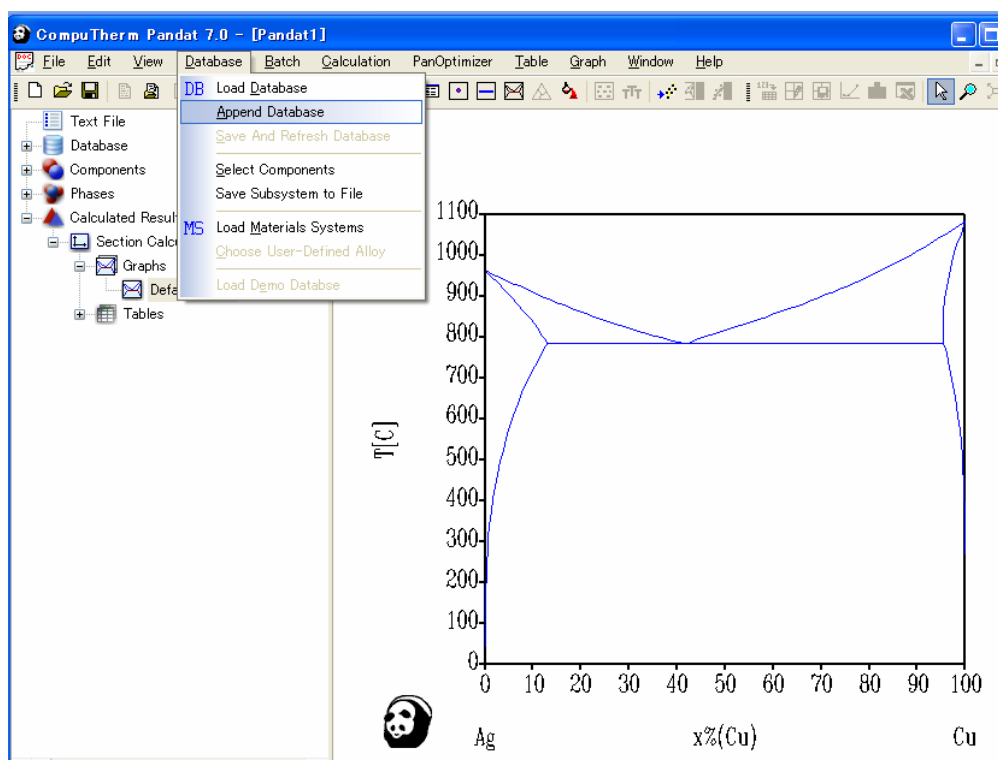 CompuTherm Pandat 7.0 - [Pandat1]
File Edit View Database Batch Calculation PanOptimizer Table Graph Window Help
DB Load Database
Append Database
Save And Refresh Database
Select Components
Save Subsystem to File
MS Load Materials Systems
Choose User-Defined Alloy
Load Demo Databse
Text File
Database
Components
Phases
Calculated Resul
Section Calc
Graphs
Defa
Tables
1100
1000
900
800
700
600
500
400
300
200
100
0
T[C]
0 10 20 30 40 50 60 70 80 90 100
Ag x%(Cu) Cu